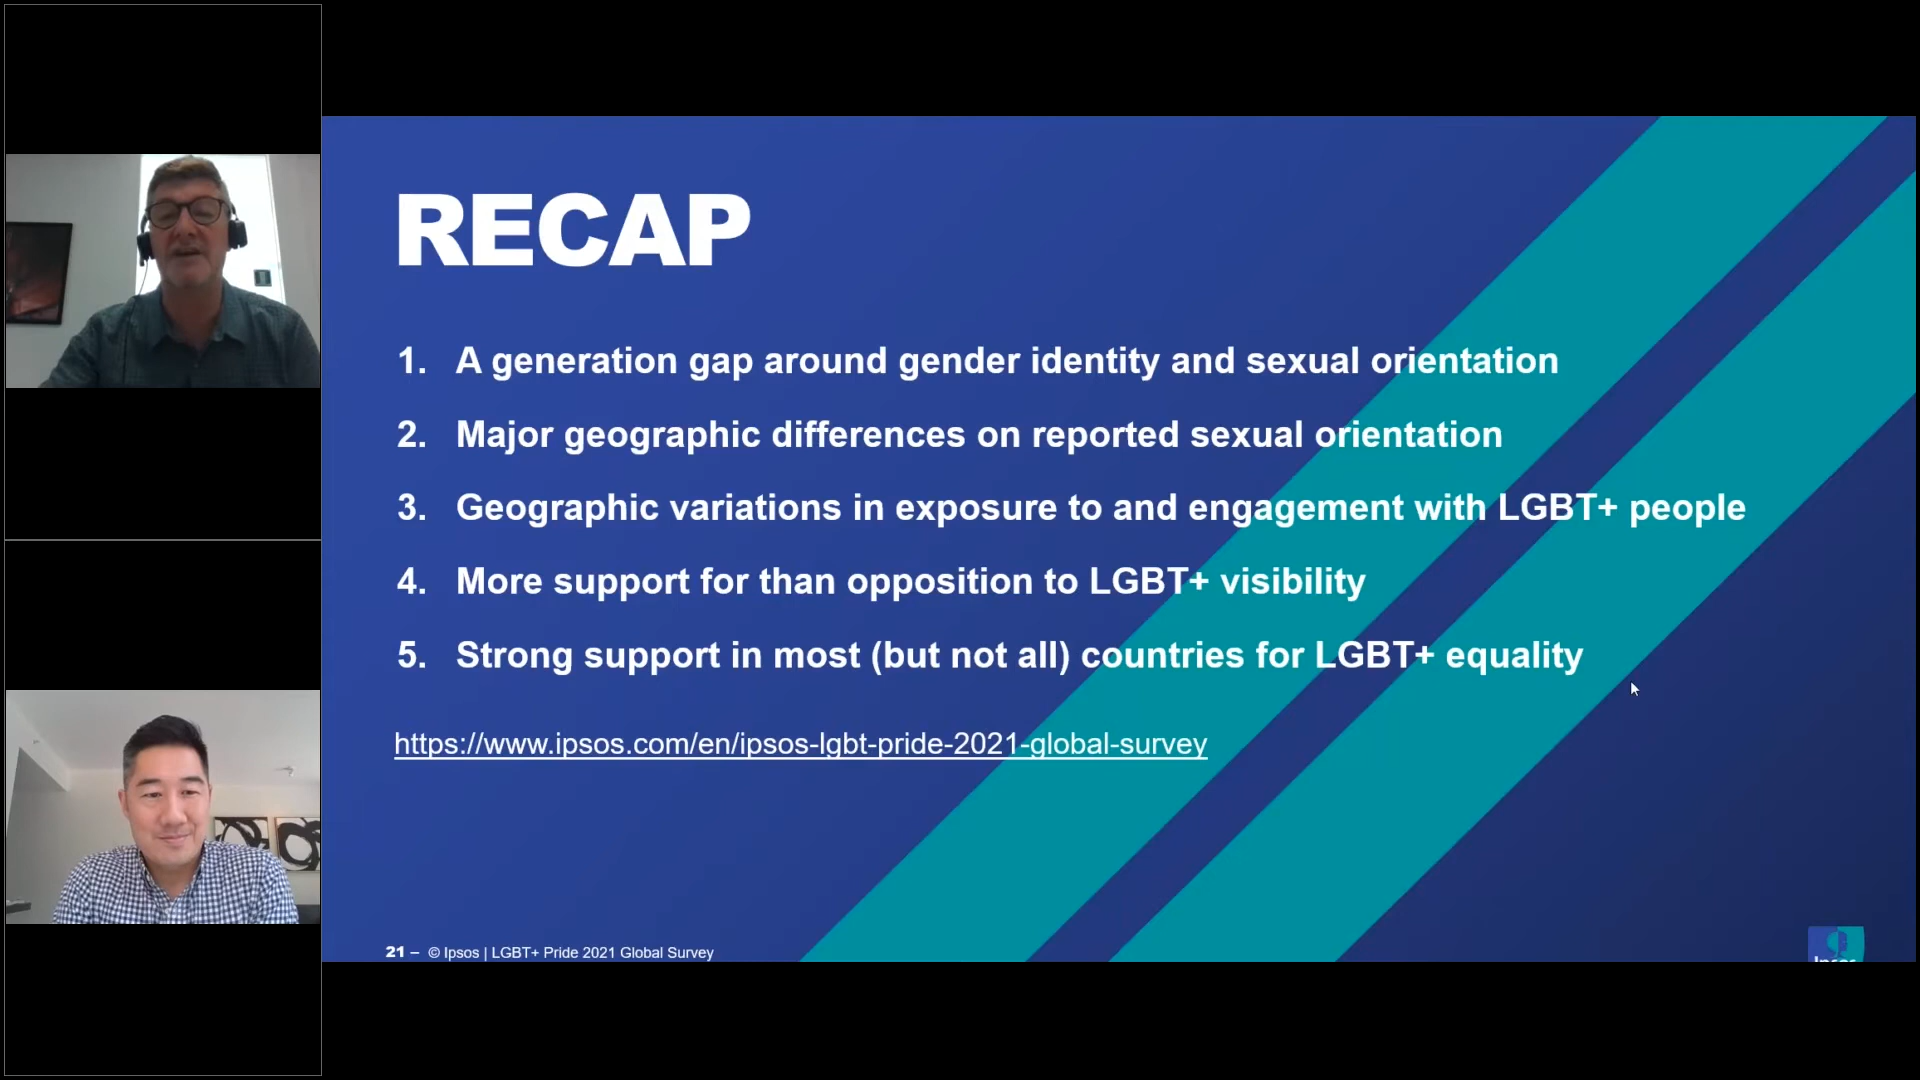 RECAP
1. A generation gap around gender identity and sexual orientation
2. Major geographic differences on reported sexual orientation
3. Geographic variations in exposure to and engagement with LGBT+ people
4. More support for than opposition to LGBT+ visibility
5. Strong support in most (but not all) countries for LGBT+ equality
https://www.ipsos.com/en/ipsos-lgbt-pride-2021-global-survey
21 – © Ipsos | LGBT+ Pride 2021 Global Survey
Ipsos